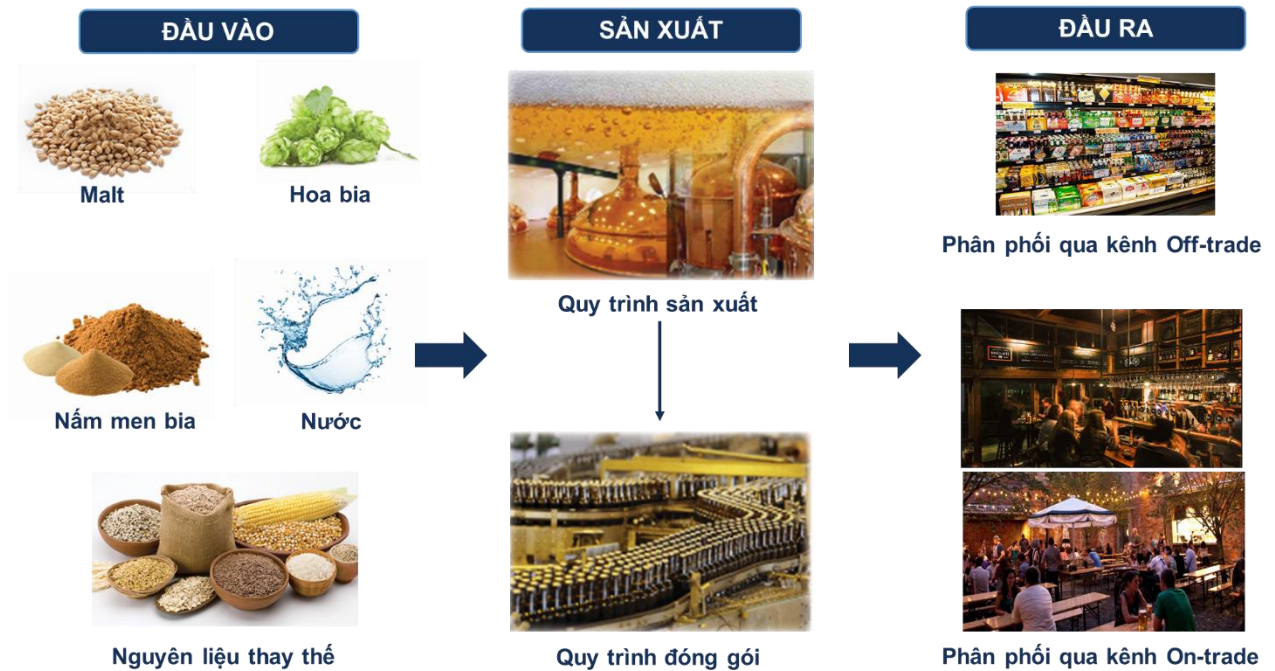 ĐẦU VÀO
SẢN XUẤT
ĐẦU RA
Malt
Hoa bia
Nấm men bia
Nước
Nguyên liệu thay thế
Quy trình sản xuất
Quy trình đóng gói
Phân phối qua kênh Off-trade
Phân phối qua kênh On-trade